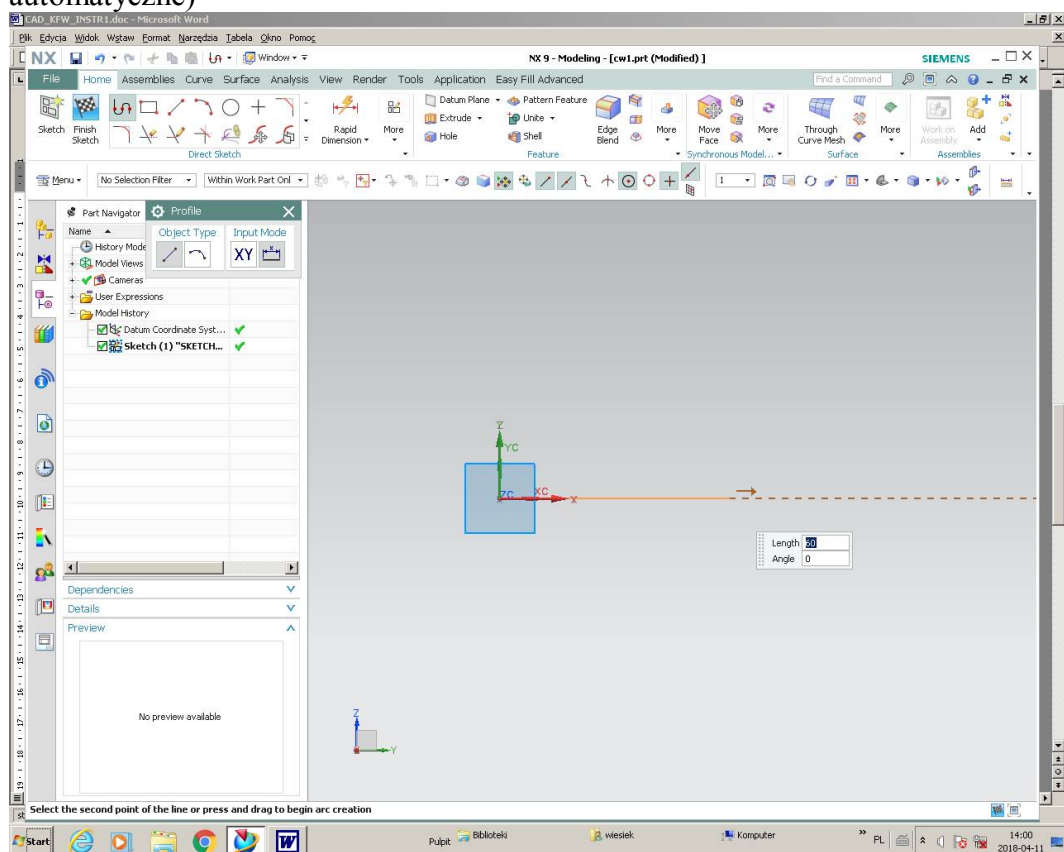 automatyczne)
CAD_KFW_INSTR1.doc - Microsoft Word
Plik Edycja Widok Wstaw Format Narzędzia Tabela Okno Pomoc
NX Window NX 9 - Modeling - [cw1.prt (Modified) ] SIEMENS
File Home Assemblies Curve Surface Analysis View Render Tools Application Easy Fill Advanced Find a Command
Sketch Finish Sketch Rapid Dimension More Datum Plane Extrude Hole Pattern Feature Unite Shell Edge Blend More Move Face More Through Curve Mesh More Work on Assembly Add
Direct Sketch Feature Synchronous Model... Surface Assemblies
Menu No Selection Filter Within Work Part Onl 1
Part Navigator Profile
Name Object Type Input Mode
History Mode XY
Model Views
Cameras
User Expressions
Model History
Datum Coordinate Syst...
Sketch (1) "SKETCH...
Z
YC
ZC XC X
Length 60
Angle 0
Dependencies
Details
Preview
No preview available
Z
Y
Select the second point of the line or press and drag to begin arc creation
Start W Pulpit Biblioteki wiesiek Komputer PL 14:00
2018-04-11